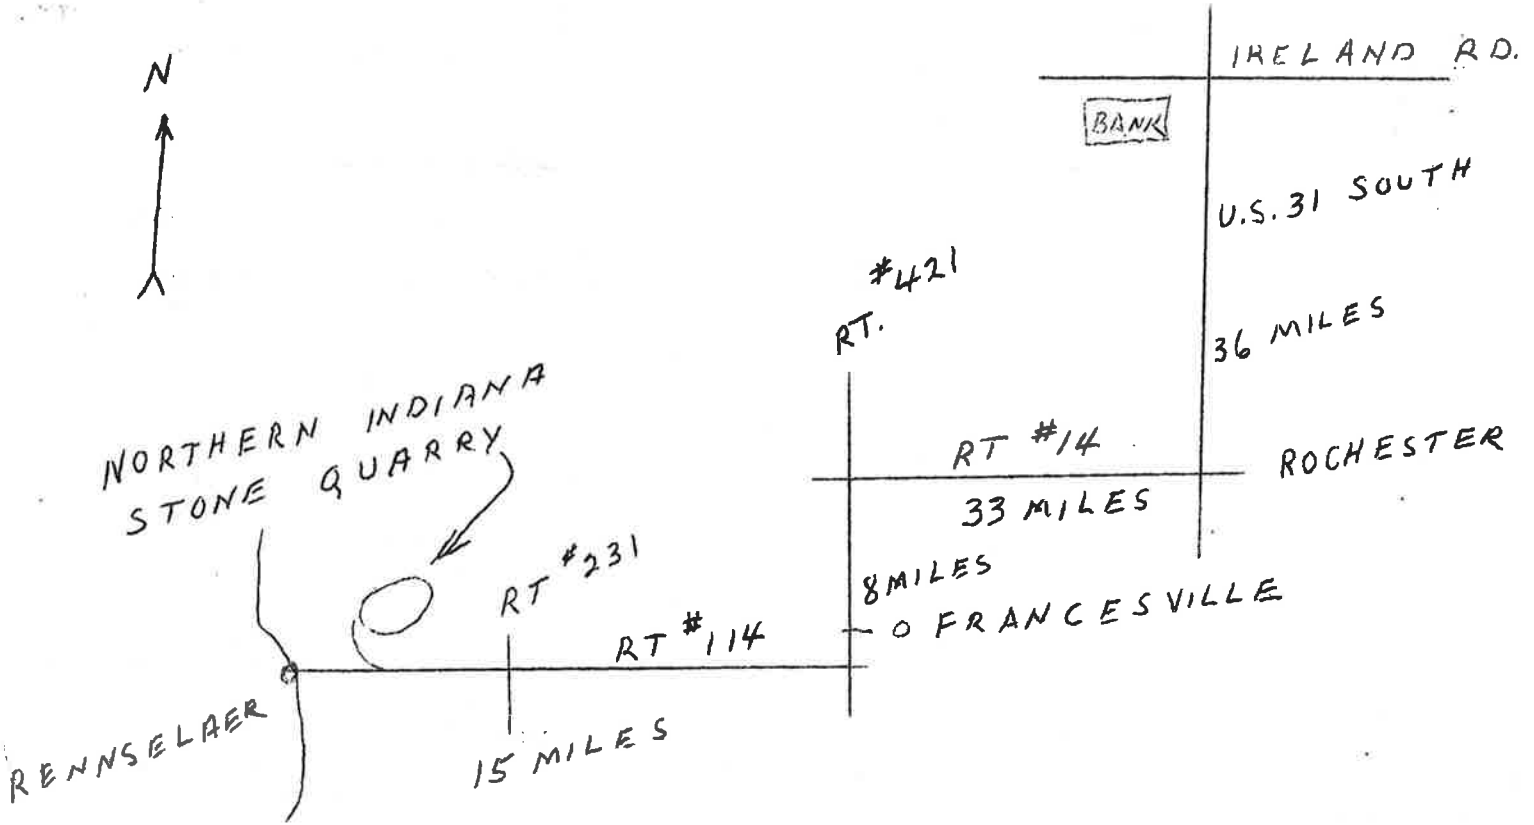 N
IRELAND RD.
BANK
U.S. 31 SOUTH
RT. #421
36 MILES
NORTHERN INDIANA
STONE QUARRY
RT #14
33 MILES
ROCHESTER
8 MILES
O FRANCESVILLE
RT #231
RT #114
15 MILES
RENNSELAER